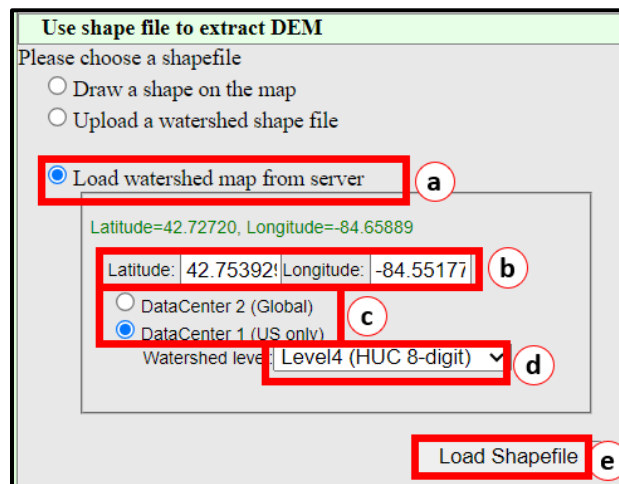 Use shape file to extract DEM
Please choose a shapefile
Draw a shape on the map
Upload a watershed shape file
Load watershed map from server
a
Latitude=42.72720, Longitude=-84.65889
Latitude: 42.753929 Longitude: -84.55177
b
DataCenter 2 (Global)
c
DataCenter 1 (US only)
Watershed level: Level4 (HUC 8-digit)
d
Load Shapefile
e